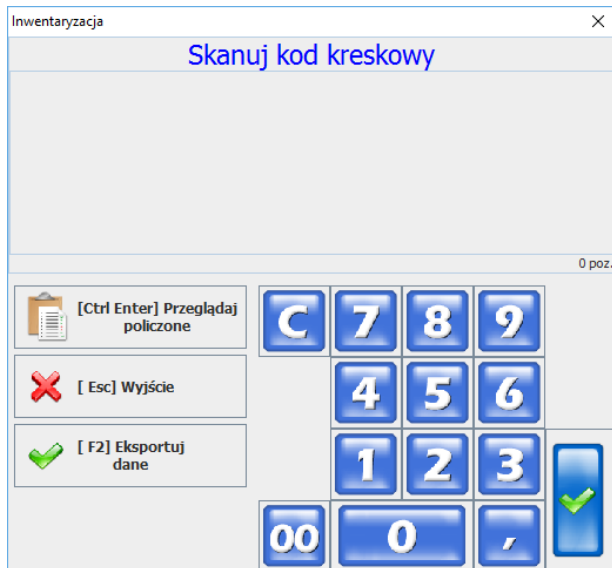 Inwentaryzacja
Skanuj kod kreskowy
0 poz.
[Ctrl Enter] Przeglądaj
policzone
[ Esc] Wyjście
[ F2] Eksportuj
dane
C 7 8 9
4 5 6
1 2 3
00 0 ,